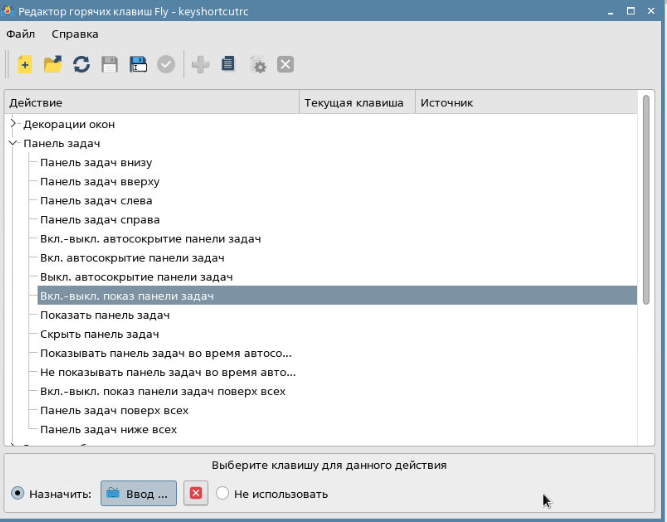 Редактор горячих клавиш Fly - keyshortcutrc
Файл Справка
Действие Текущая клавиша Источник
Декорации окон
Панель задач
Панель задач внизу
Панель задач вверху
Панель задач слева
Панель задач справа
Вкл.-выкл. автосокрытие панели задач
Вкл. автосокрытие панели задач
Выкл. автосокрытие панели задач
Вкл.-выкл. показ панели задач
Показать панель задач
Скрыть панель задач
Показывать панель задач во время автосо...
Не показывать панель задач во время авто...
Вкл.-выкл. показ панели задач поверх всех
Панель задач поверх всех
Панель задач ниже всех
Выберите клавишу для данного действия
Назначить: Ввод ... Не использовать